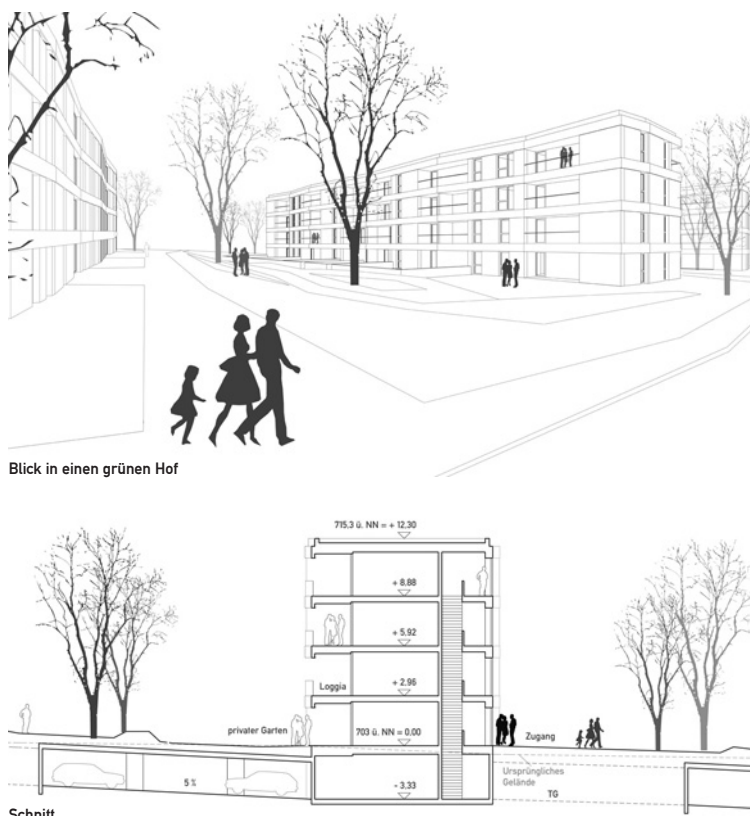 Blick in einen grünen Hof
715,3 ü. NN = + 12,30
+ 8.88
+ 5,92
+ 2,96
Loggia
privater Garten
703 ü. NN = 0.00
Zugang
Ursprüngliches
Gelände
5 %
- 3,33
TG
Schnitt